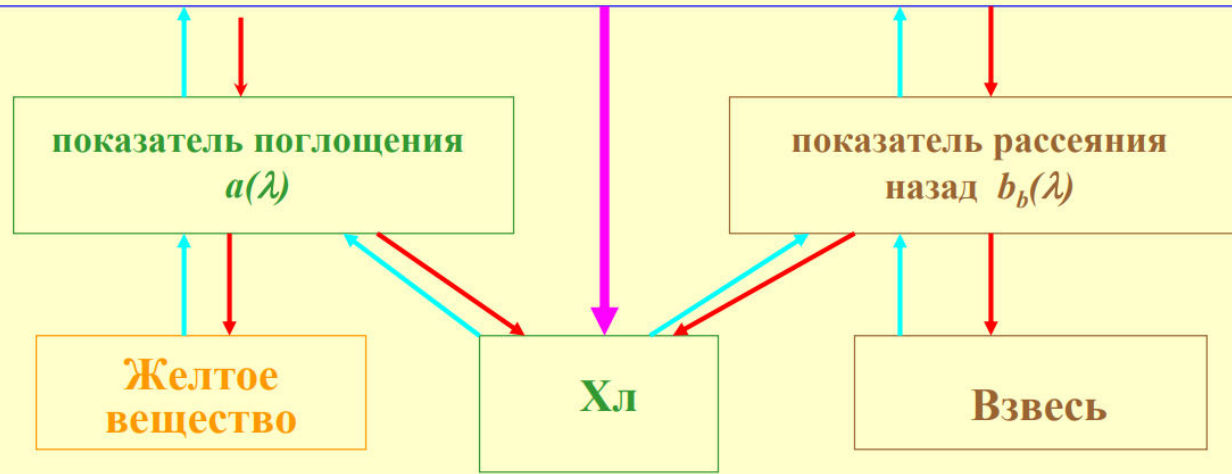 показатель поглощения
a(λ)
показатель рассеяния
назад b_b(λ)
Желтое
вещество
Хл
Взвесь